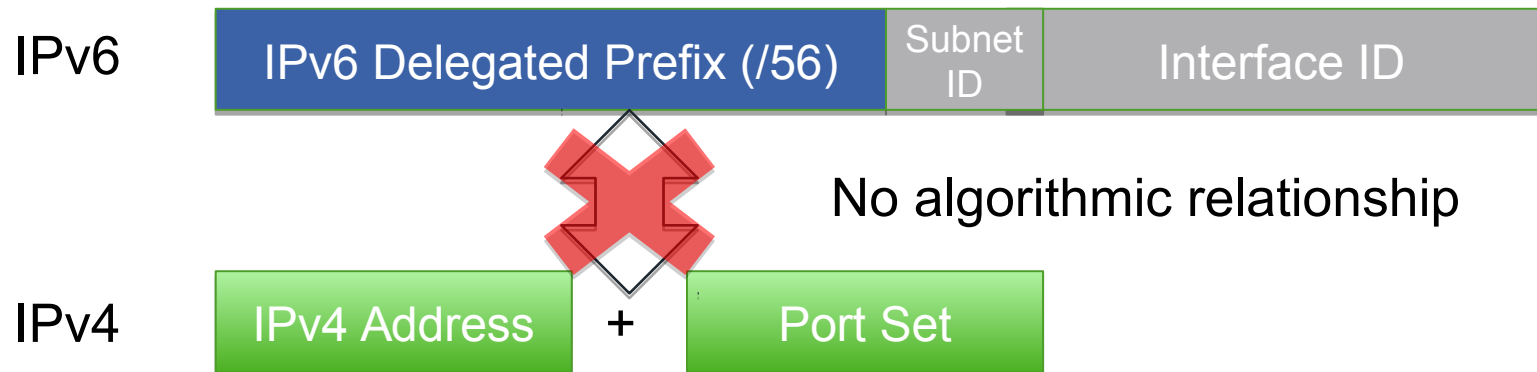 IPv6
IPv6 Delegated Prefix (/56)
Subnet
ID
Interface ID
No algorithmic relationship
IPv4
IPv4 Address
+
Port Set